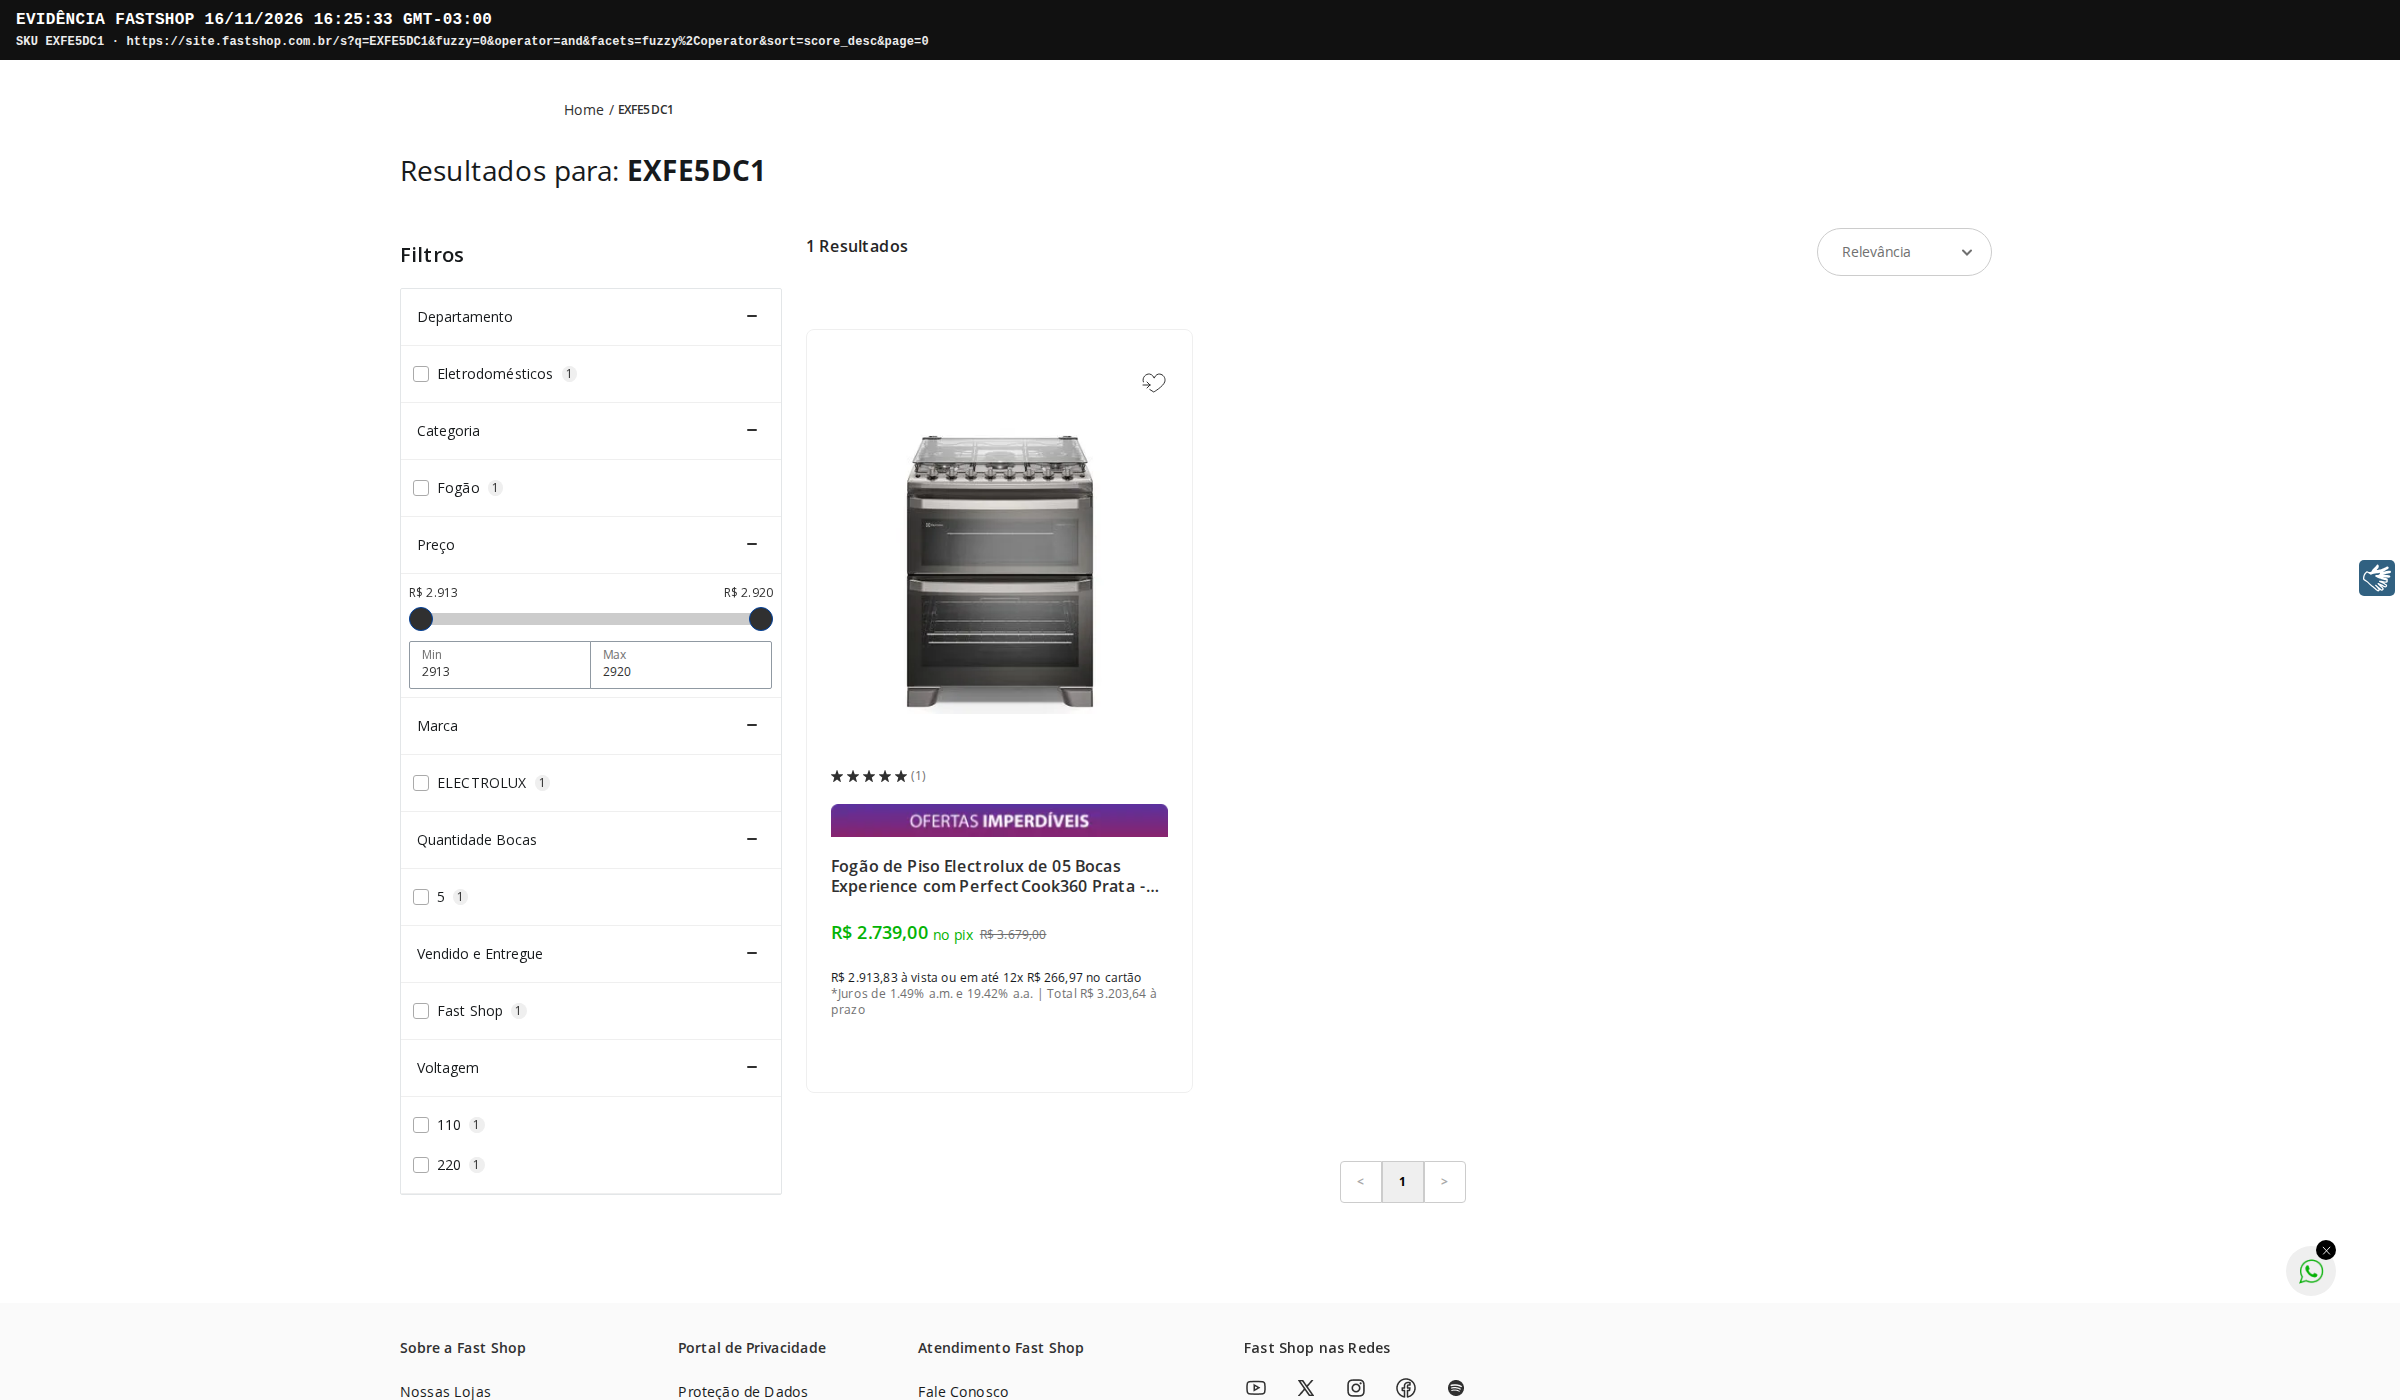 EVIDÊNCIA FASTSHOP 16/11/2026 16:25:33 GMT-03:00
SKU EXFE5DC1 · https://site.fastshop.com.br/s?q=EXFE5DC1&fuzzy=0&operator=and&facets=fuzzy%2Coperator&sort=score_desc&page=0
Home / EXFE5DC1
Resultados para: EXFE5DC1
Filtros
1 Resultados
Relevância
Departamento
Eletrodomésticos 1
Categoria
Fogão 1
Preço
R$ 2.913
R$ 2.920
Min
2913
Max
2920
Marca
ELECTROLUX 1
Quantidade Bocas
5 1
Vendido e Entregue
Fast Shop 1
Voltagem
110 1
220 1
(1)
OFERTAS IMPERDÍVEIS
Fogão de Piso Electrolux de 05 Bocas
Experience com PerfectCook360 Prata -...
R$ 2.739,00 no pix R$ 3.679,00
R$ 2.913,83 à vista ou em até 12x R$ 266,97 no cartão
*Juros de 1.49% a.m. e 19.42% a.a. | Total R$ 3.203,64 à
prazo
< 1 >
Sobre a Fast Shop
Portal de Privacidade
Atendimento Fast Shop
Fast Shop nas Redes
Nossas Lojas
Proteção de Dados
Fale Conosco